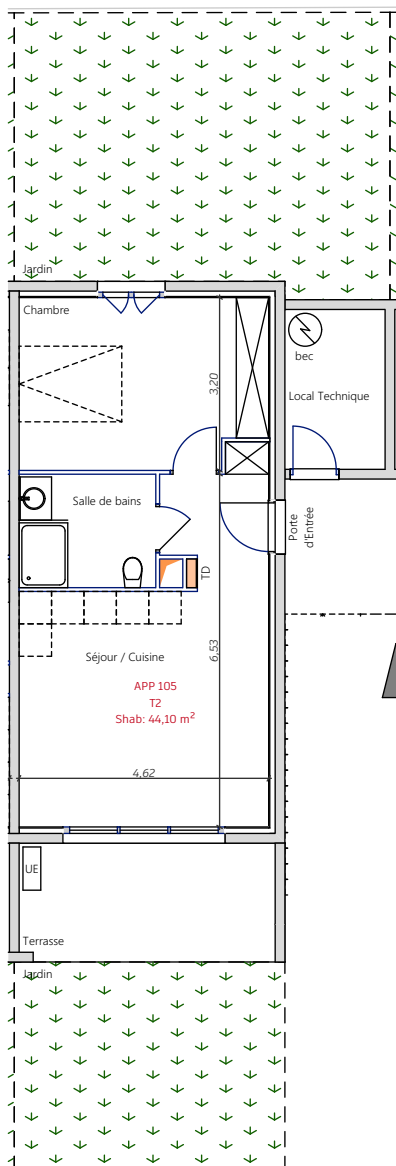 Jardin
Chambre
3,20
bec
Local Technique
Salle de bains
Porte
d'Entrée
TD
Séjour / Cuisine
6,53
APP 105
T2
Shab: 44,10 m²
4,62
UE
Terrasse
Jardin